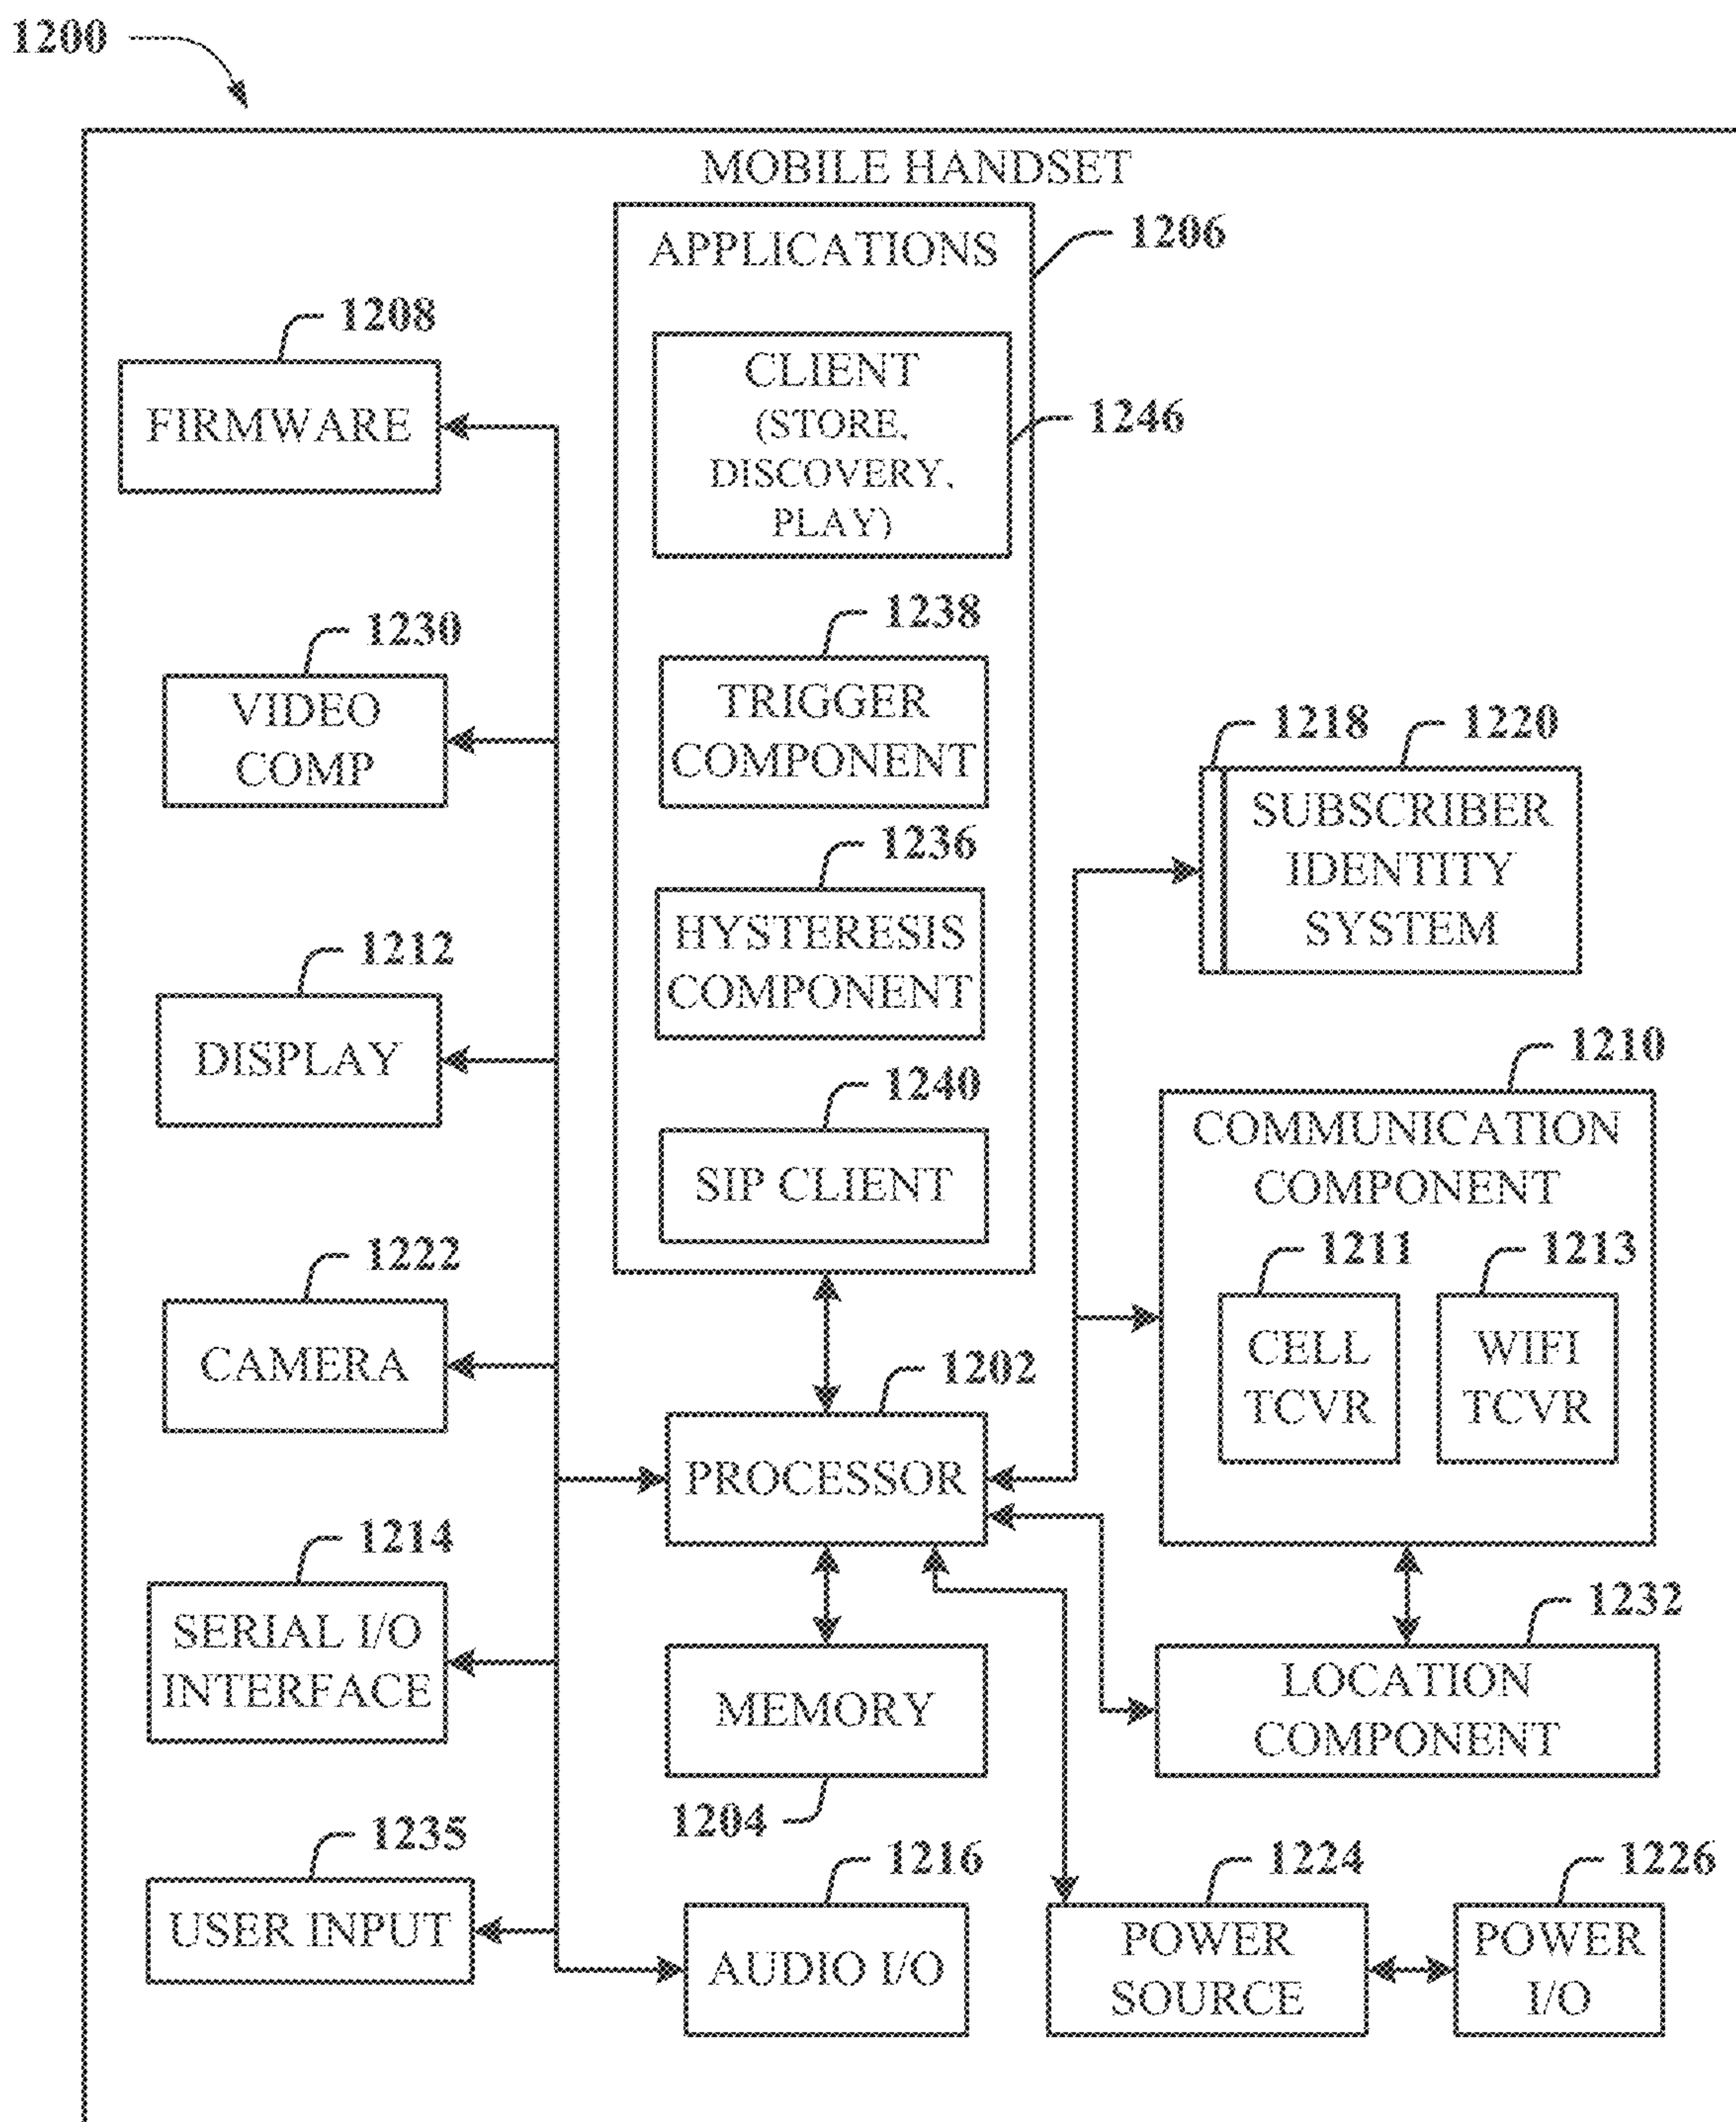 1200
MOBILE HANDSET
APPLICATIONS
1206
1208
FIRMWARE
CLIENT
(STORE,
DISCOVERY,
PLAY)
1246
1230
VIDEO
COMP
1238
TRIGGER
COMPONENT
1218
1220
SUBSCRIBER
IDENTITY
SYSTEM
1236
HYSTERESIS
COMPONENT
1212
DISPLAY
1240
SIP CLIENT
1210
COMMUNICATION
COMPONENT
1211
CELL
TCVR
1213
WIFI
TCVR
1222
CAMERA
1202
PROCESSOR
1214
SERIAL I/O
INTERFACE
MEMORY
1204
1232
LOCATION
COMPONENT
1235
USER INPUT
1216
AUDIO I/O
1224
POWER
SOURCE
1226
POWER
I/O